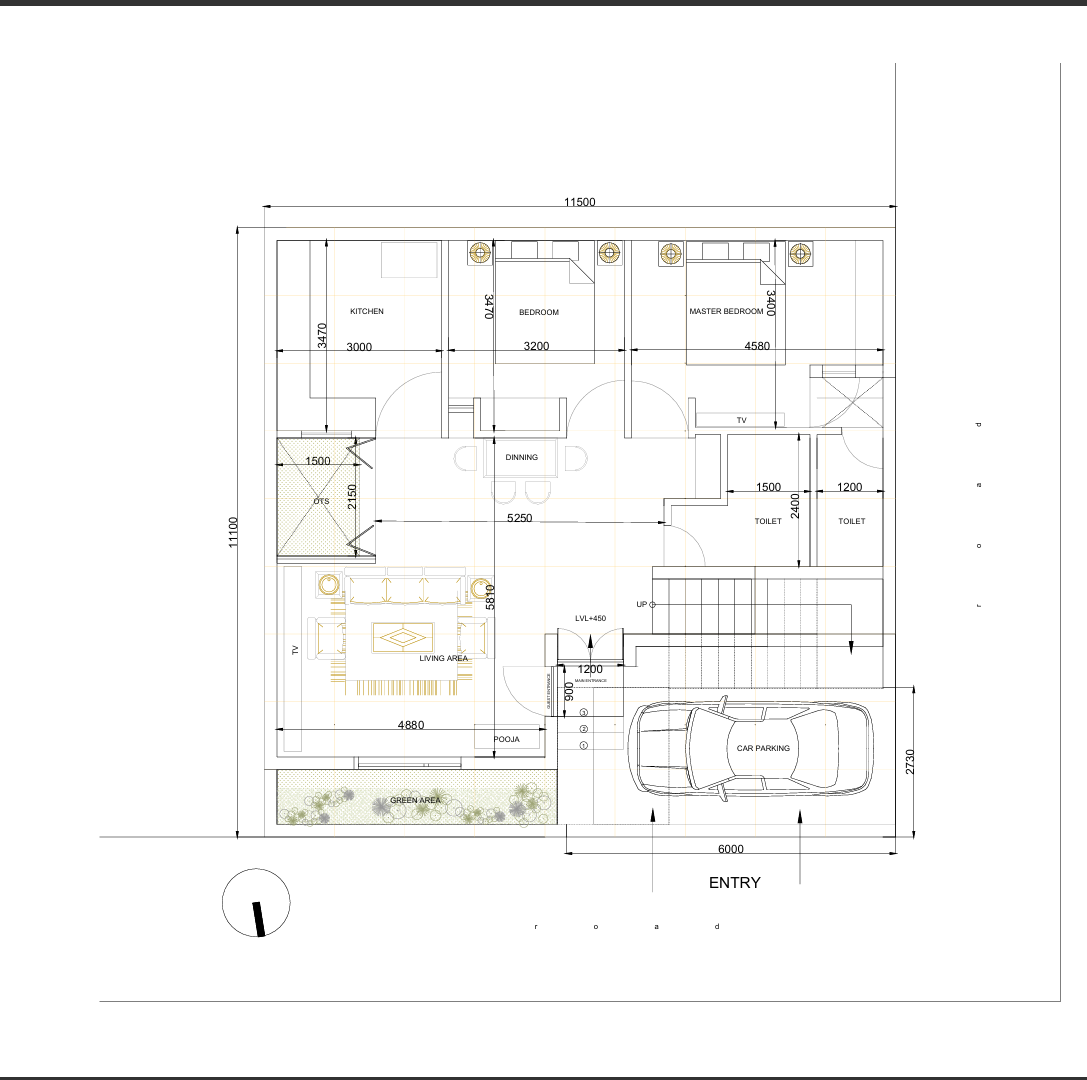 11500
KITCHEN
3470
3000
3470
BEDROOM
3200
MASTER BEDROOM
3400
4580
TV
11100
1500
OTS
2150
DINNING
5250
1500
2400
TOILET
1200
TOILET
road
UP
LVL+450
5810
TV
LIVING AREA
1200
MAIN ENTRANCE
GUEST ENTRANCE
900
3
2
1
4880
POOJA
CAR PARKING
2730
GREEN AREA
6000
ENTRY
road